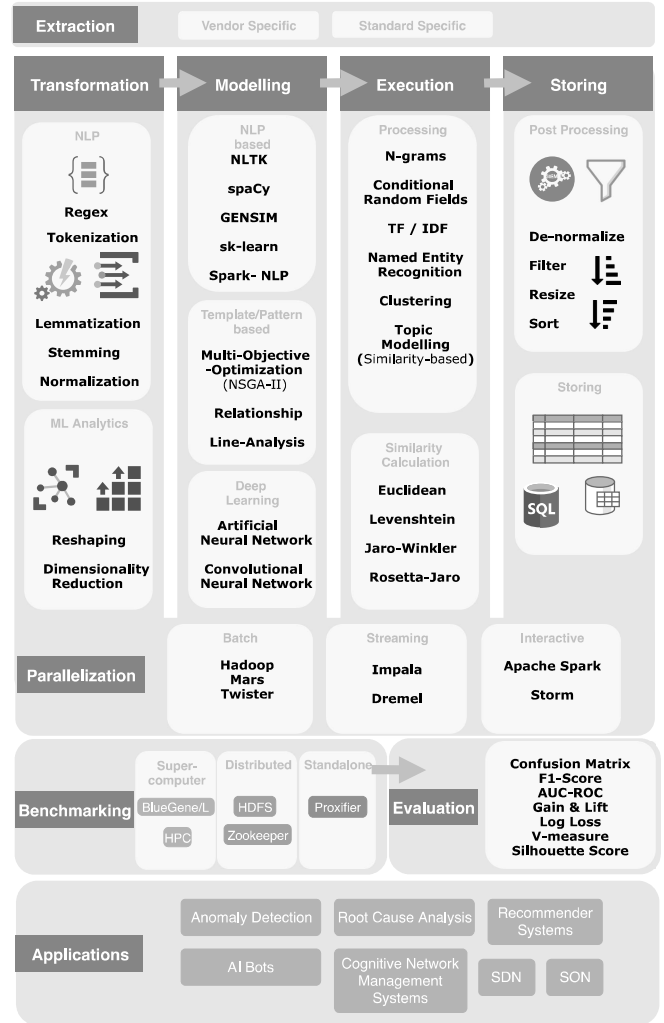 Extraction
Vendor Specific
Standard Specific
Transformation
Modelling
Execution
Storing
NLP
Regex
Tokenization
Lemmatization
Stemming
Normalization
ML Analytics
Reshaping
Dimensionality
Reduction
NLP
based
NLTK
spaCy
GENSIM
sk-learn
Spark- NLP
Template/Pattern
based
Multi-Objective
-Optimization
(NSGA-II)
Relationship
Line-Analysis
Deep
Learning
Artificial
Neural Network
Convolutional
Neural Network
Processing
N-grams
Conditional
Random Fields
TF / IDF
Named Entity
Recognition
Clustering
Topic
Modelling
(Similarity-based)
Similarity
Calculation
Euclidean
Levenshtein
Jaro-Winkler
Rosetta-Jaro
Post Processing
De-normalize
Filter
Resize
Sort
Storing
SQL
Parallelization
Batch
Hadoop
Mars
Twister
Streaming
Impala
Dremel
Interactive
Apache Spark
Storm
Benchmarking
Super-
computer
BlueGene/L
HPC
Distributed
HDFS
Zookeeper
Standalone
Proxifier
Evaluation
Confusion Matrix
F1-Score
AUC-ROC
Gain & Lift
Log Loss
V-measure
Silhouette Score
Applications
Anomaly Detection
Root Cause Analysis
Recommender
Systems
AI Bots
Cognitive Network
Management
Systems
SDN
SON